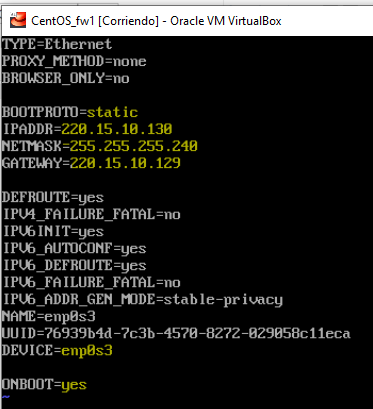 CentOS_fw1 [Corriendo] - Oracle VM VirtualBox
TYPE=Ethernet
PROXY_METHOD=none
BROWSER_ONLY=no
BOOTPROTO=static
IPADDR=220.15.10.130
NETMASK=255.255.255.240
GATEWAY=220.15.10.129
DEFROUTE=yes
IPV4_FAILURE_FATAL=no
IPV6INIT=yes
IPV6_AUTOCONF=yes
IPV6_DEFROUTE=yes
IPV6_FAILURE_FATAL=no
IPV6_ADDR_GEN_MODE=stable-privacy
NAME=enp0s3
UUID=76939b4d-7c3b-4570-8272-029058c11eca
DEVICE=enp0s3
ONBOOT=yes
~